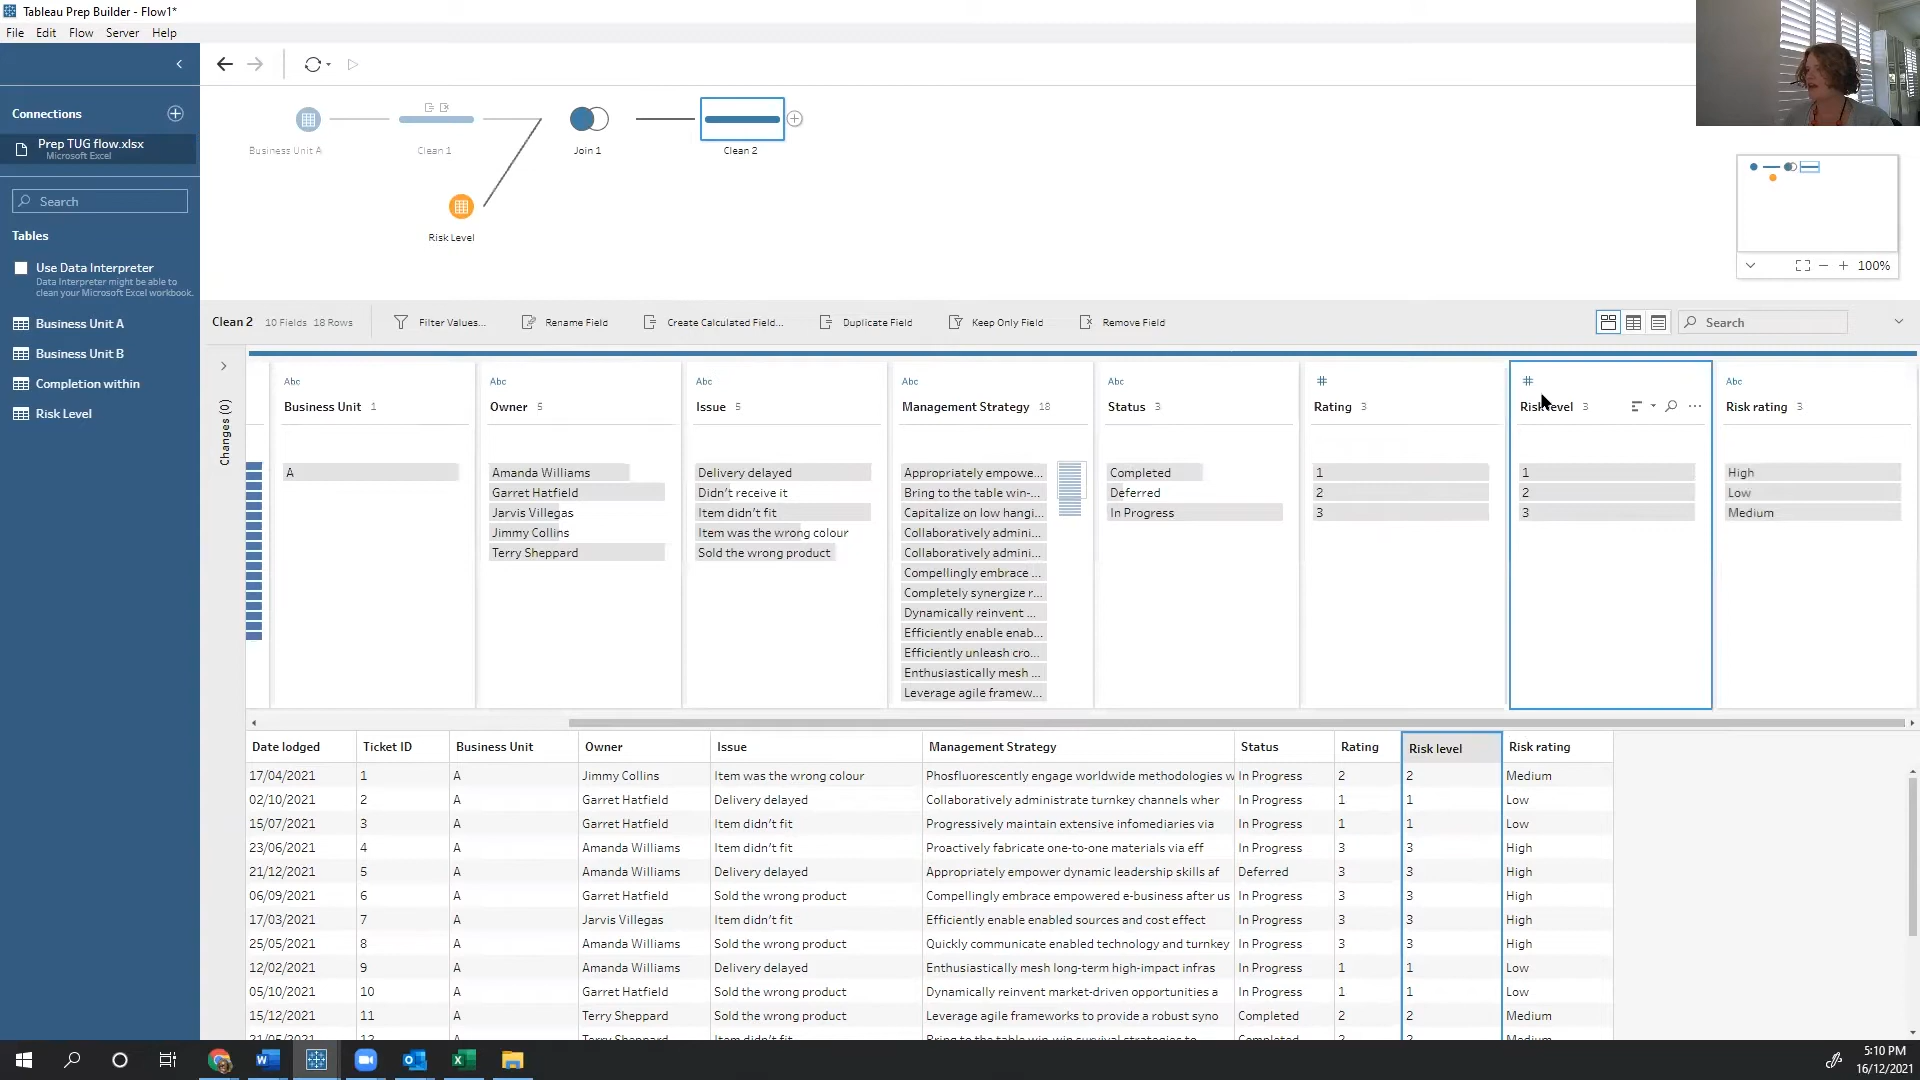 Tableau Prep Builder - Flow1*
File Edit Flow Server Help
Connections
Prep TUG flow.xlsx
Microsoft Excel
Search
Tables
Use Data Interpreter
Data Interpreter might be able to
clean your Microsoft Excel workbook.
Business Unit A
Business Unit B
Completion within
Risk Level
Business Unit A
Clean 1
Join 1
Clean 2
Risk Level
100%
Clean 2 10 Fields 18 Rows Filter Values... Rename Field Create Calculated Field... Duplicate Field Keep Only Field Remove Field Search
Changes (0)
Abc
Business Unit 1
A
Abc
Owner 5
Amanda Williams
Garret Hatfield
Jarvis Villegas
Jimmy Collins
Terry Sheppard
Abc
Issue 5
Delivery delayed
Didn't receive it
Item didn't fit
Item was the wrong colour
Sold the wrong product
Abc
Management Strategy 18
Appropriately empowe...
Bring to the table win-...
Capitalize on low hangi...
Collaboratively admini...
Collaboratively admini...
Compellingly embrace ...
Completely synergize r...
Dynamically reinvent ...
Efficiently enable enab...
Efficiently unleash cro...
Enthusiastically mesh ...
Leverage agile framew...
Abc
Status 3
Completed
Deferred
In Progress
#
Rating 3
1
2
3
#
Risk level 3
1
2
3
Abc
Risk rating 3
High
Low
Medium
Date lodged Ticket ID Business Unit Owner Issue Management Strategy Status Rating Risk level Risk rating
17/04/2021 1 A Jimmy Collins Item was the wrong colour Phosfluorescently engage worldwide methodologies w In Progress 2 2 Medium
02/10/2021 2 A Garret Hatfield Delivery delayed Collaboratively administrate turnkey channels wher In Progress 1 1 Low
15/07/2021 3 A Garret Hatfield Item didn't fit Progressively maintain extensive infomediaries via In Progress 1 1 Low
23/06/2021 4 A Amanda Williams Item didn't fit Proactively fabricate one-to-one materials via eff In Progress 3 3 High
21/12/2021 5 A Amanda Williams Delivery delayed Appropriately empower dynamic leadership skills af Deferred 3 3 High
06/09/2021 6 A Garret Hatfield Sold the wrong product Compellingly embrace empowered e-business after us In Progress 3 3 High
17/03/2021 7 A Jarvis Villegas Item didn't fit Efficiently enable enabled sources and cost effect In Progress 3 3 High
25/05/2021 8 A Amanda Williams Sold the wrong product Quickly communicate enabled technology and turnkey In Progress 3 3 High
12/02/2021 9 A Amanda Williams Delivery delayed Enthusiastically mesh long-term high-impact infras In Progress 1 1 Low
05/10/2021 10 A Garret Hatfield Sold the wrong product Dynamically reinvent market-driven opportunities a In Progress 1 1 Low
15/12/2021 11 A Terry Sheppard Sold the wrong product Leverage agile frameworks to provide a robust syno Completed 2 2 Medium
5:10 PM
16/12/2021